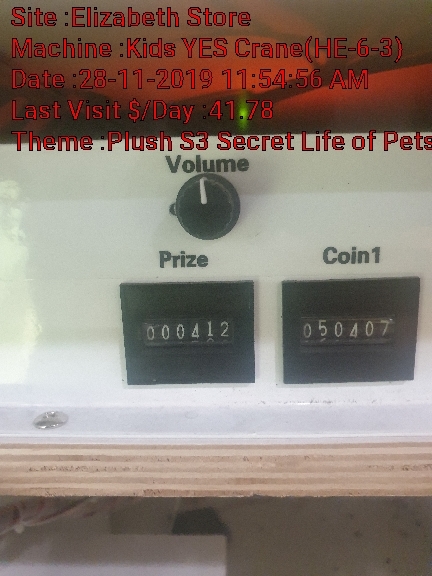 Site :Elizabeth Store
Machine :Kids YES Crane(HE-6-3)
Date :28-11-2019 11:54:56 AM
Last Visit $/Day :41.78
Theme :Plush S3 Secret Life of Pets
Volume
Prize
Coin1
000412
050407